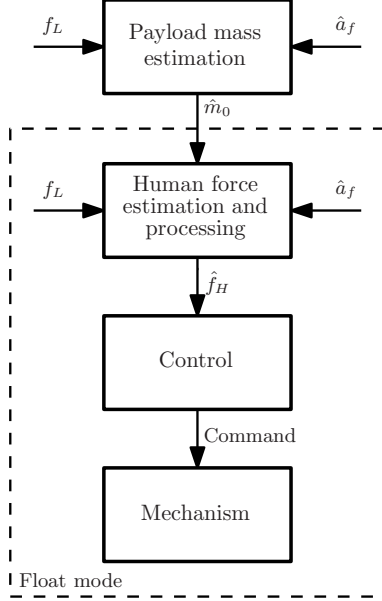 f_L
Payload mass
estimation
â_f
m̂_0
f_L
Human force
estimation and
processing
â_f
f̂_H
Control
Command
Mechanism
Float mode